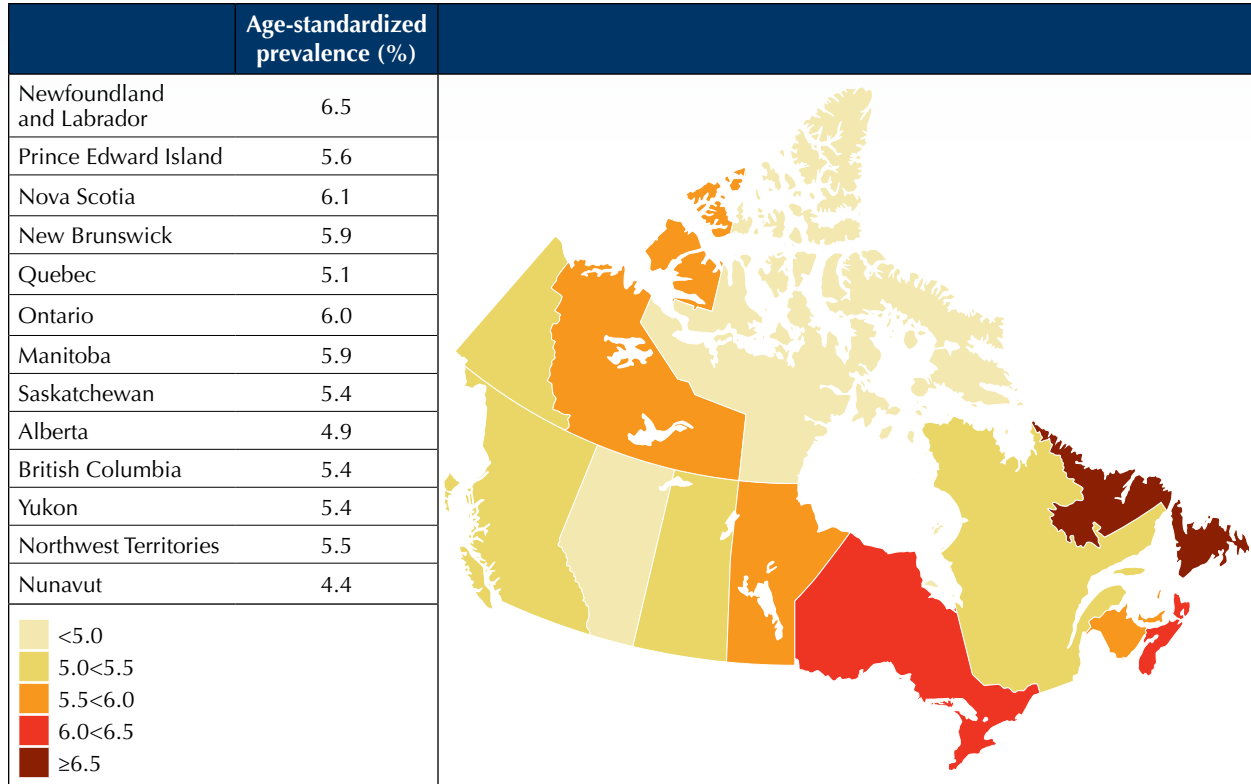 Age-standardized
prevalence (%)
Newfoundland
and Labrador 6.5
Prince Edward Island 5.6
Nova Scotia 6.1
New Brunswick 5.9
Quebec 5.1
Ontario 6.0
Manitoba 5.9
Saskatchewan 5.4
Alberta 4.9
British Columbia 5.4
Yukon 5.4
Northwest Territories 5.5
Nunavut 4.4
<5.0
5.0<5.5
5.5<6.0
6.0<6.5
≥6.5